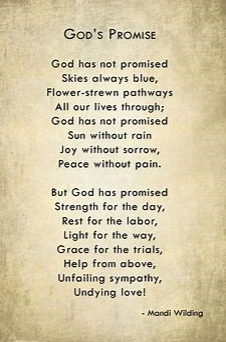 GOD'S PROMISE
God has not promised
Skies always blue,
Flower-strewn pathways
All our lives through;
God has not promised
Sun without rain
Joy without sorrow,
Peace without pain.
But God has promised
Strength for the day,
Rest for the labor,
Light for the way,
Grace for the trials,
Help from above,
Unfailing sympathy,
Undying love!
- Mandi Wilding